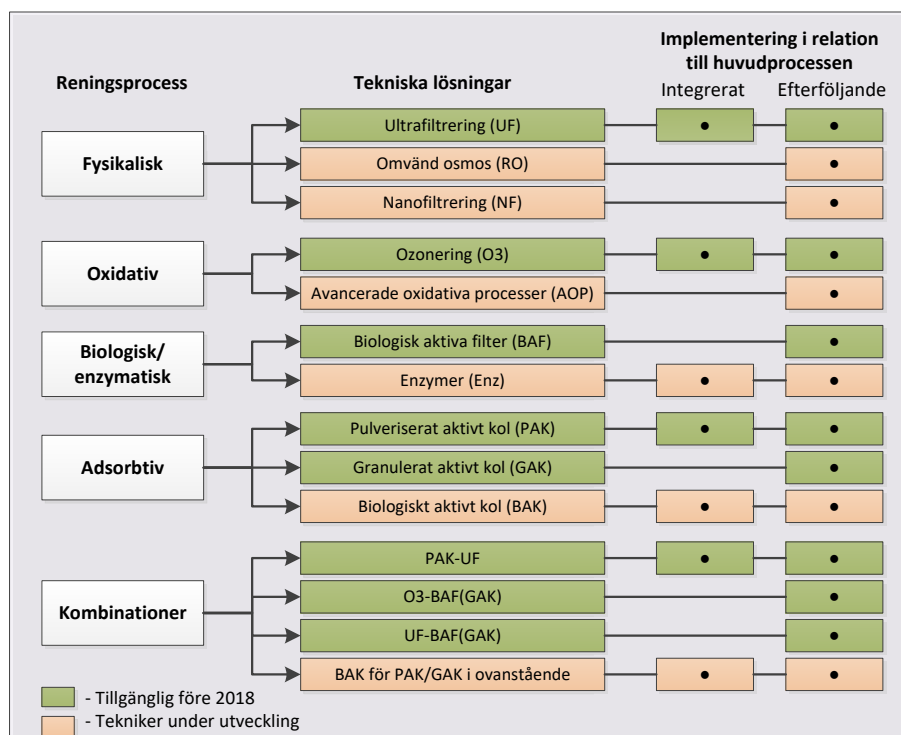 Implementering i relation
till huvudprocessen
Reningsprocess
Tekniska lösningar
Integrerat
Efterföljande
Fysikalisk
Ultrafiltrering (UF)
Omvänd osmos (RO)
Nanofiltrering (NF)
Oxidativ
Ozonering (O3)
Avancerade oxidativa processer (AOP)
Biologisk/
enzymatisk
Biologisk aktiva filter (BAF)
Enzymer (Enz)
Adsorbtiv
Pulveriserat aktivt kol (PAK)
Granulerat aktivt kol (GAK)
Biologiskt aktivt kol (BAK)
Kombinationer
PAK-UF
O3-BAF(GAK)
UF-BAF(GAK)
BAK för PAK/GAK i ovanstående
- Tillgänglig före 2018
- Tekniker under utveckling